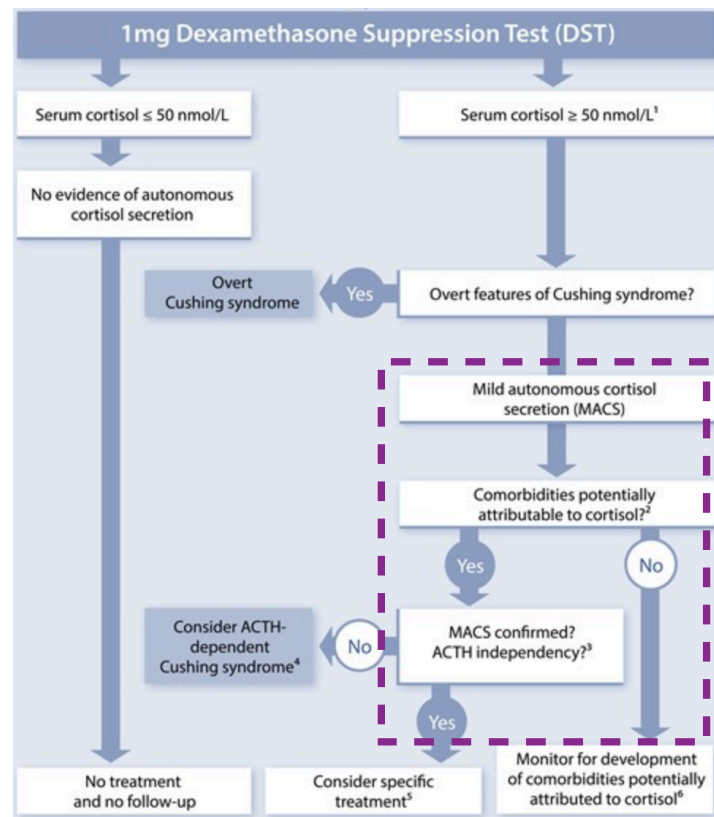 1mg Dexamethasone Suppression Test (DST)
Serum cortisol ≤ 50 nmol/L
Serum cortisol ≥ 50 nmol/L¹
No evidence of autonomous
cortisol secretion
Overt
Cushing syndrome
Yes
Overt features of Cushing syndrome?
Mild autonomous cortisol
secretion (MACS)
Comorbidities potentially
attributable to cortisol?²
Yes
No
Consider ACTH-
dependent
Cushing syndrome⁴
No
MACS confirmed?
ACTH independency?³
Yes
No treatment
and no follow-up
Consider specific
treatment⁵
Monitor for development
of comorbidities potentially
attributed to cortisol⁶